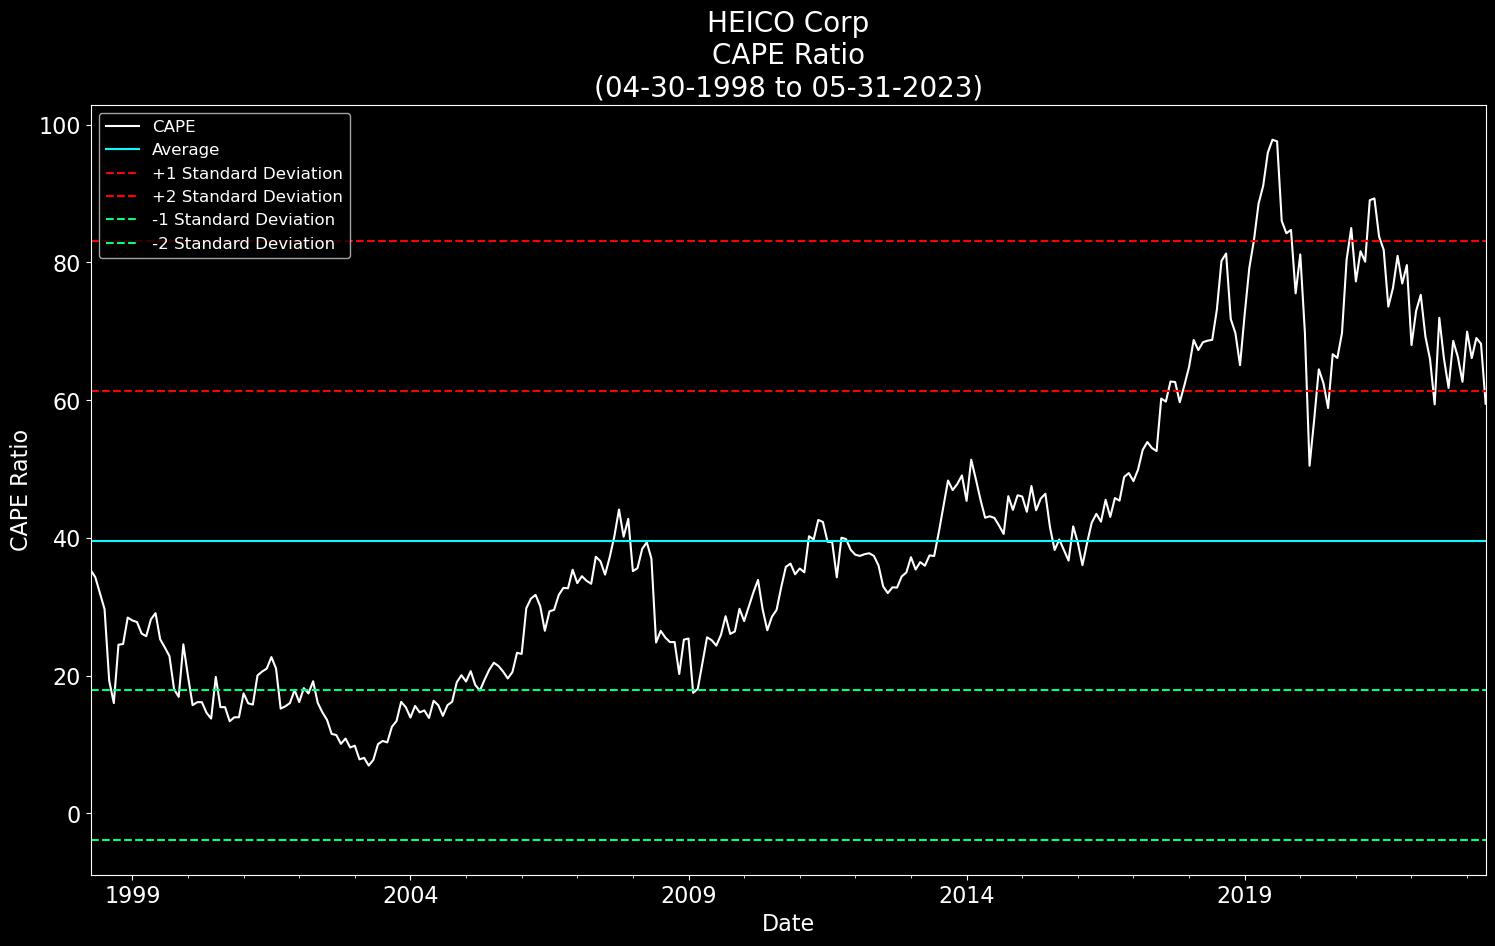 HEICO Corp
CAPE Ratio
(04-30-1998 to 05-31-2023)
CAPE
Average
+1 Standard Deviation
+2 Standard Deviation
-1 Standard Deviation
-2 Standard Deviation
100
80
60
40
20
0
CAPE Ratio
1999 2004 2009 2014 2019
Date